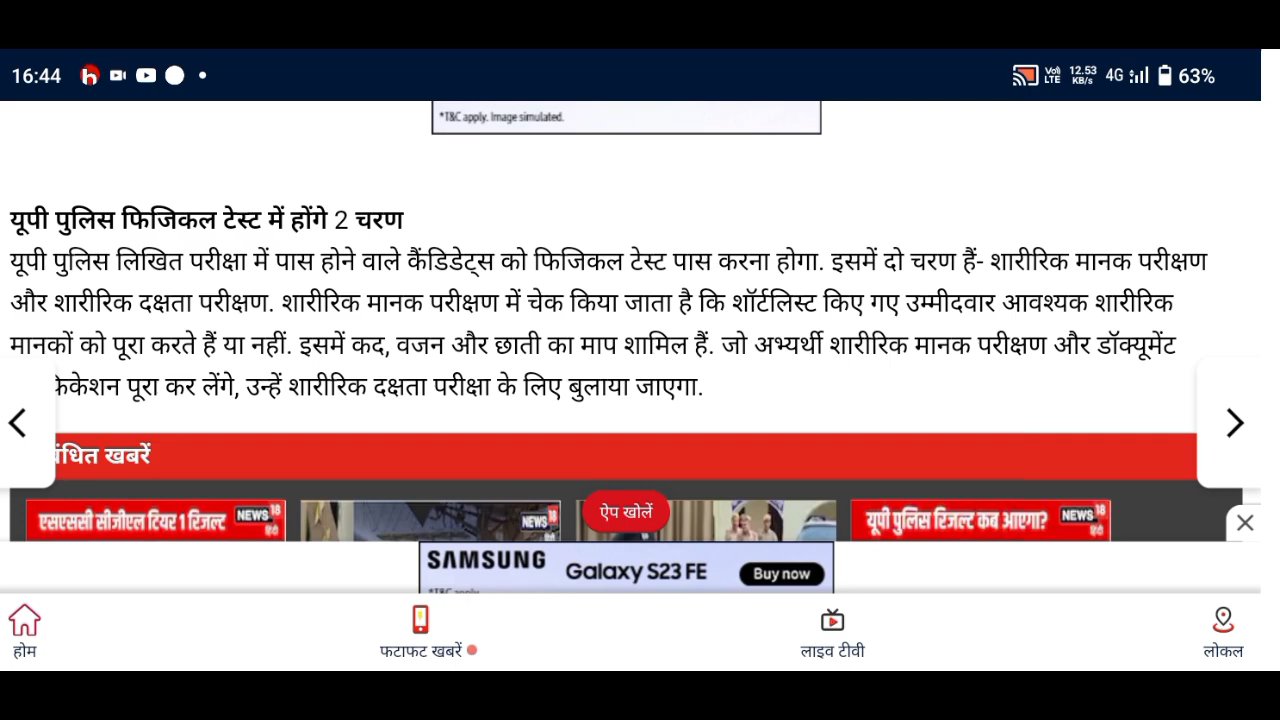 16:44
Vo) LTE 12.53 KB/s 4G 63%
*T&C apply. Image simulated.
यूपी पुलिस फिजिकल टेस्ट में होंगे 2 चरण
यूपी पुलिस लिखित परीक्षा में पास होने वाले कैंडिडेट्स को फिजिकल टेस्ट पास करना होगा. इसमें दो चरण हैं- शारीरिक मानक परीक्षण
और शारीरिक दक्षता परीक्षण. शारीरिक मानक परीक्षण में चेक किया जाता है कि शॉर्टलिस्ट किए गए उम्मीदवार आवश्यक शारीरिक
मानकों को पूरा करते हैं या नहीं. इसमें कद, वजन और छाती का माप शामिल हैं. जो अभ्यर्थी शारीरिक मानक परीक्षण और डॉक्यूमेंट
पूरा कर लेंगे, उन्हें शारीरिक दक्षता परीक्षा के लिए बुलाया जाएगा.
खबरें
एसएससी सीजीएल टियर 1 रिजल्ट NEWS18 हिंदी
NEWS18
ऐप खोलें
यूपी पुलिस रिजल्ट कब आएगा? NEWS18 हिंदी
SAMSUNG Galaxy S23 FE Buy now
*T&C apply
होम
फटाफट खबरें
लाइव टीवी
लोकल